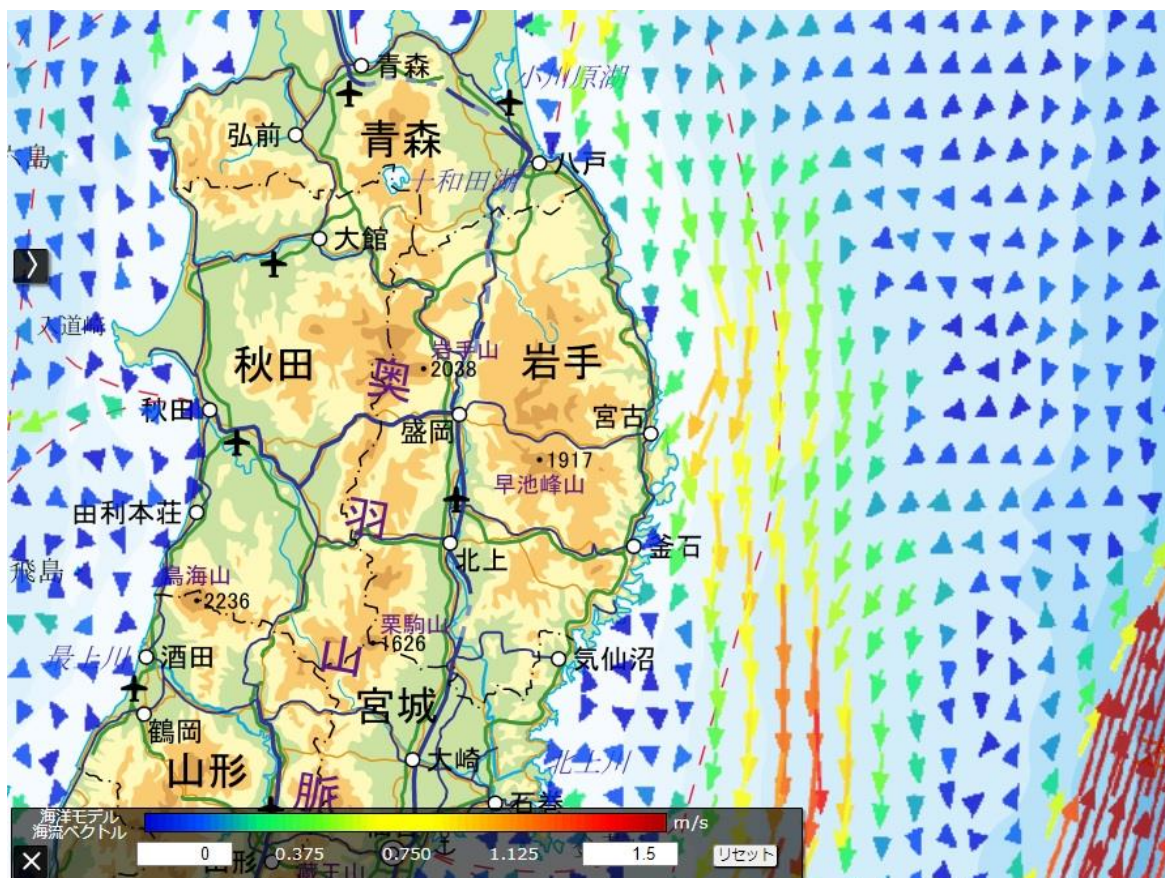 青森
小川原湖
弘前
青森
八戸
十和田湖
大館
入道崎
秋田
岩手山
2038
岩手
奥
秋田
盛岡
宮古
1917
早池峰山
羽
由利本荘
北上
釜石
飛島
鳥海山
2236
栗駒山
1626
最上川
酒田
山
気仙沼
宮城
鶴岡
山形
大崎
北上川
脈
石巻
海洋モデル
海流ベクトル
m/s
0
0.375
0.750
1.125
1.5
リセット